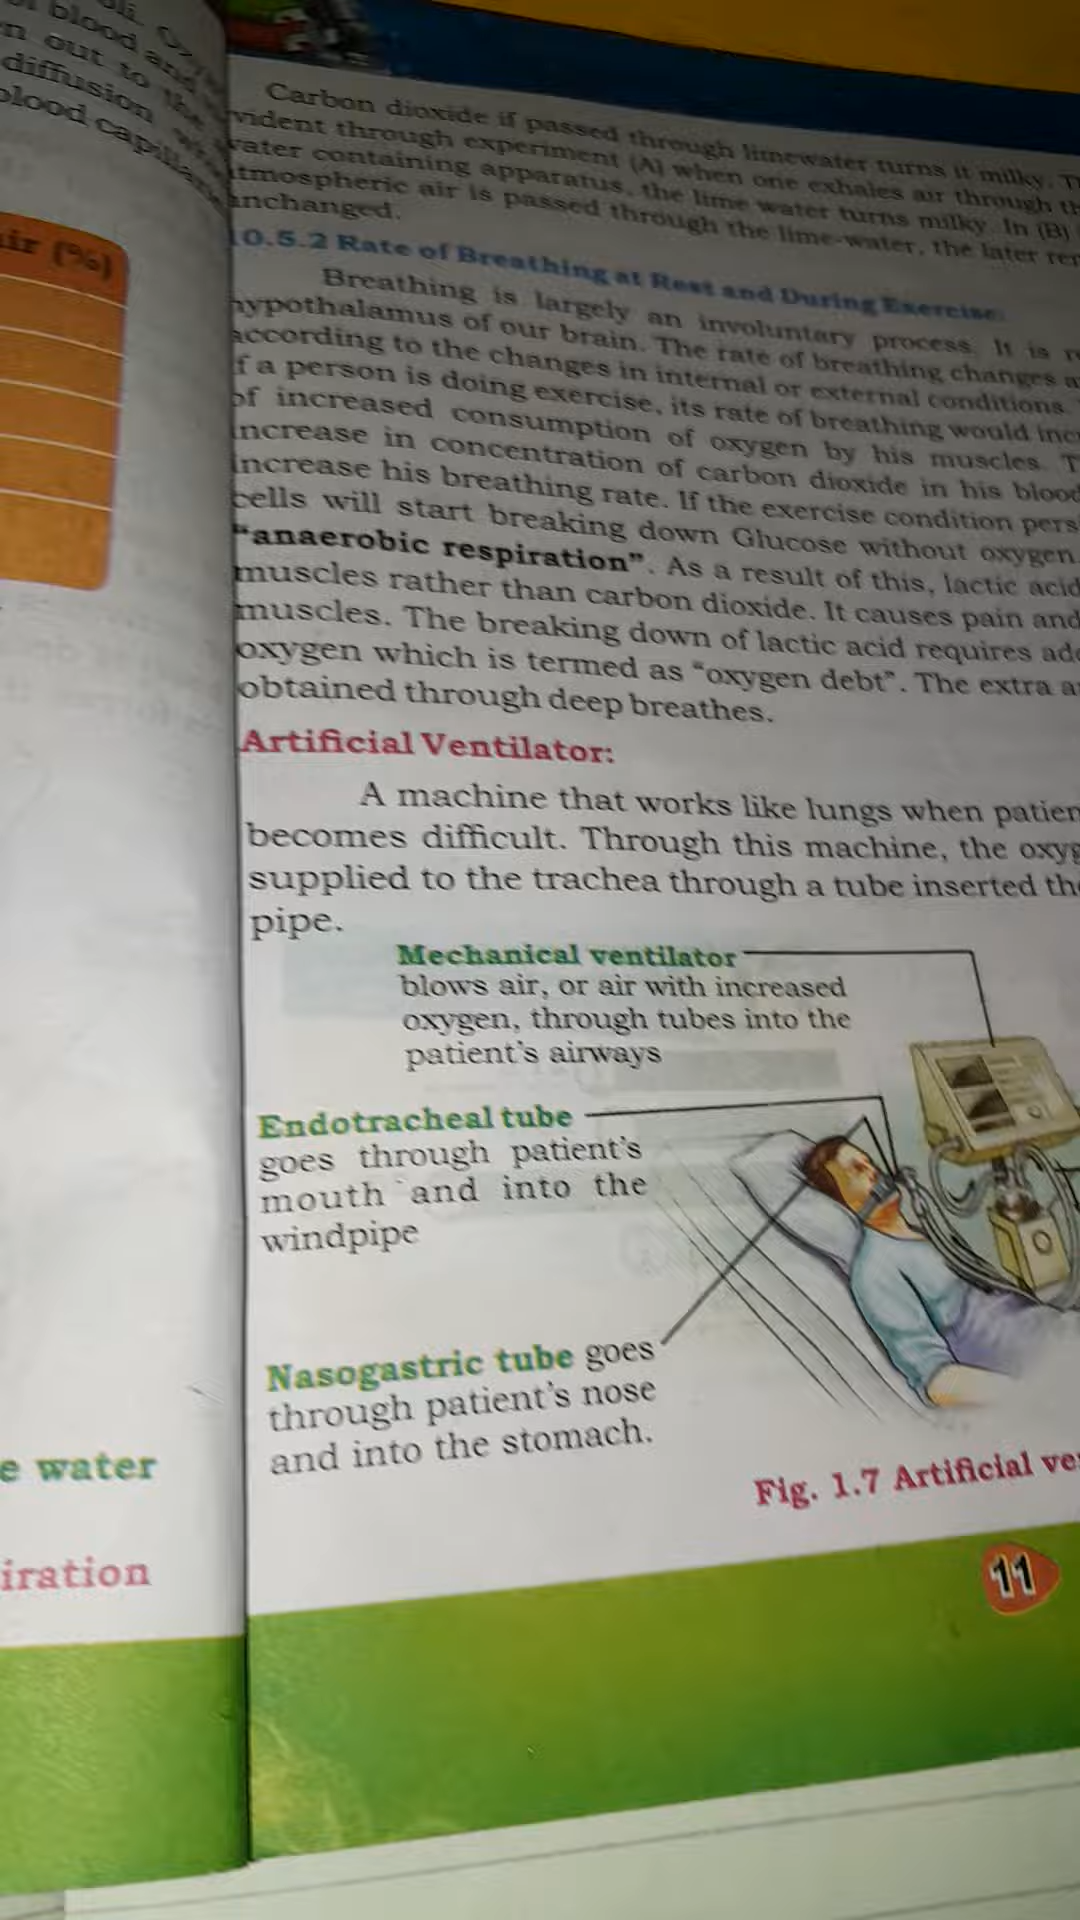 oli.
blood and
n out to the
diffusion
blood capillar
air (%)
e water
iration
Carbon dioxide if passed through limewater turns it milky.
vident through experiment (A) when one exhales air through th
vater containing apparatus, the lime water turns milky. In (B)
tmospheric air is passed through the lime-water, the later rem
nchanged.
10.5.2 Rate of Breathing at Rest and During Exercise:
Breathing is largely an involuntary process. It is r
hypothalamus of our brain. The rate of breathing changes a
according to the changes in internal or external conditions.
f a person is doing exercise, its rate of breathing would incr
of increased consumption of oxygen by his muscles. T
increase in concentration of carbon dioxide in his blood
increase his breathing rate. If the exercise condition pers
cells will start breaking down Glucose without oxygen.
"anaerobic respiration". As a result of this, lactic acid
muscles rather than carbon dioxide. It causes pain and
muscles. The breaking down of lactic acid requires add
oxygen which is termed as "oxygen debt". The extra a
obtained through deep breathes.
Artificial Ventilator:
A machine that works like lungs when patien
becomes difficult. Through this machine, the oxyg
supplied to the trachea through a tube inserted the
pipe.
Mechanical ventilator
blows air, or air with increased
oxygen, through tubes into the
patient's airways
Endotracheal tube
goes through patient's
mouth and into the
windpipe
Nasogastric tube goes
through patient's nose
and into the stomach.
Fig. 1.7 Artificial ve
11